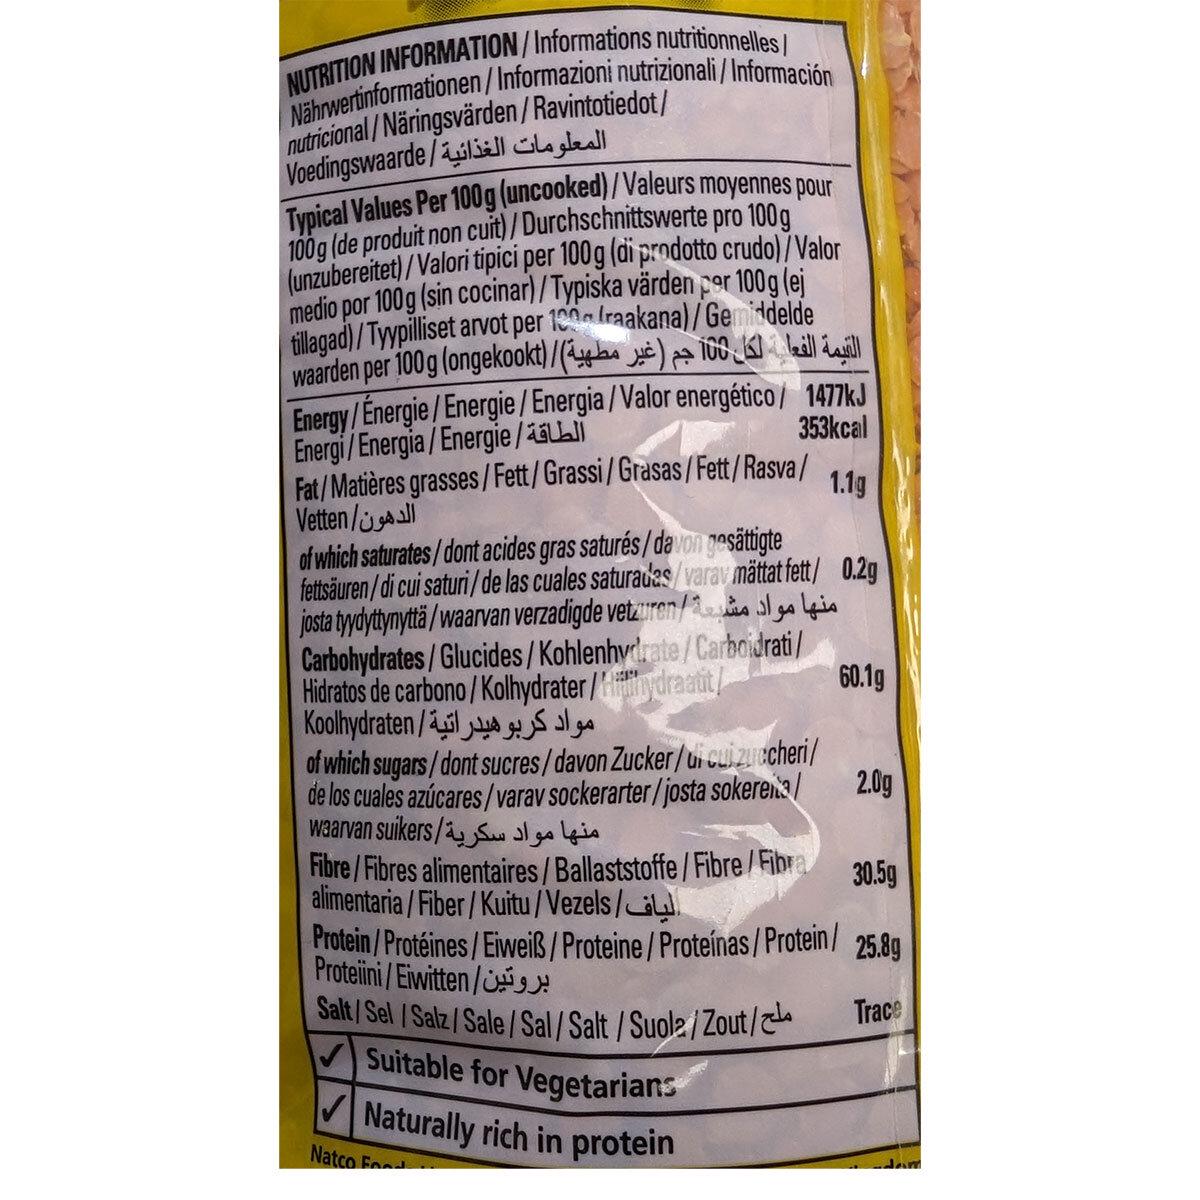 NUTRITION INFORMATION / Informations nutritionnelles /
Nährwertinformationen / Informazioni nutrizionali / Información
nutricional / Näringsvärden / Ravintotiedot /
Voedingswaarde / المعلومات الغذائية
Typical Values Per 100g (uncooked) / Valeurs moyennes pour
100g (de produit non cuit) / Durchschnittswerte pro 100g
(unzubereitet) / Valori tipici per 100g (di prodotto crudo) / Valor
medio por 100g (sin cocinar) / Typiska värden per 100g (ej
tillagad) / Tyypilliset arvot per 100g (raakana) / Gemiddelde
waarden per 100g (ongekookt) / القيمة الفعلية لكل 100 جم (غير مطهية)
Energy / Énergie / Energie / Energia / Valor energético / 1477kJ
Energi / Energia / Energie / الطاقة 353kcal
Fat / Matières grasses / Fett / Grassi / Grasas / Fett / Rasva / 1.1g
Vetten / الدهون
of which saturates / dont acides gras saturés / davon gesättigte
fettsäuren / di cui saturi / de las cuales saturadas / varav mättat fett / 0.2g
josta tyydyttynyttä / waarvan verzadigde vetzuren / منها مواد مشبعة
Carbohydrates / Glucides / Kohlenhydrate / Carboidrati /
Hidratos de carbono / Kolhydrater / Hiilihydraatit / 60.1g
Koolhydraten / مواد كربوهيدراتية
of which sugars / dont sucres / davon Zucker / di cui zuccheri /
de los cuales azúcares / varav sockerarter / josta sokereita / 2.0g
waarvan suikers / منها مواد سكرية
Fibre / Fibres alimentaires / Ballaststoffe / Fibre / Fibra 30.5g
alimentaria / Fiber / Kuitu / Vezels / الياف
Protein / Protéines / Eiweiß / Proteine / Proteínas / Protein / 25.8g
Proteiini / Eiwitten / بروتين
Salt / Sel / Salz / Sale / Sal / Salt / Suola / Zout / ملح Trace
✓ Suitable for Vegetarians
✓ Naturally rich in protein
Natco